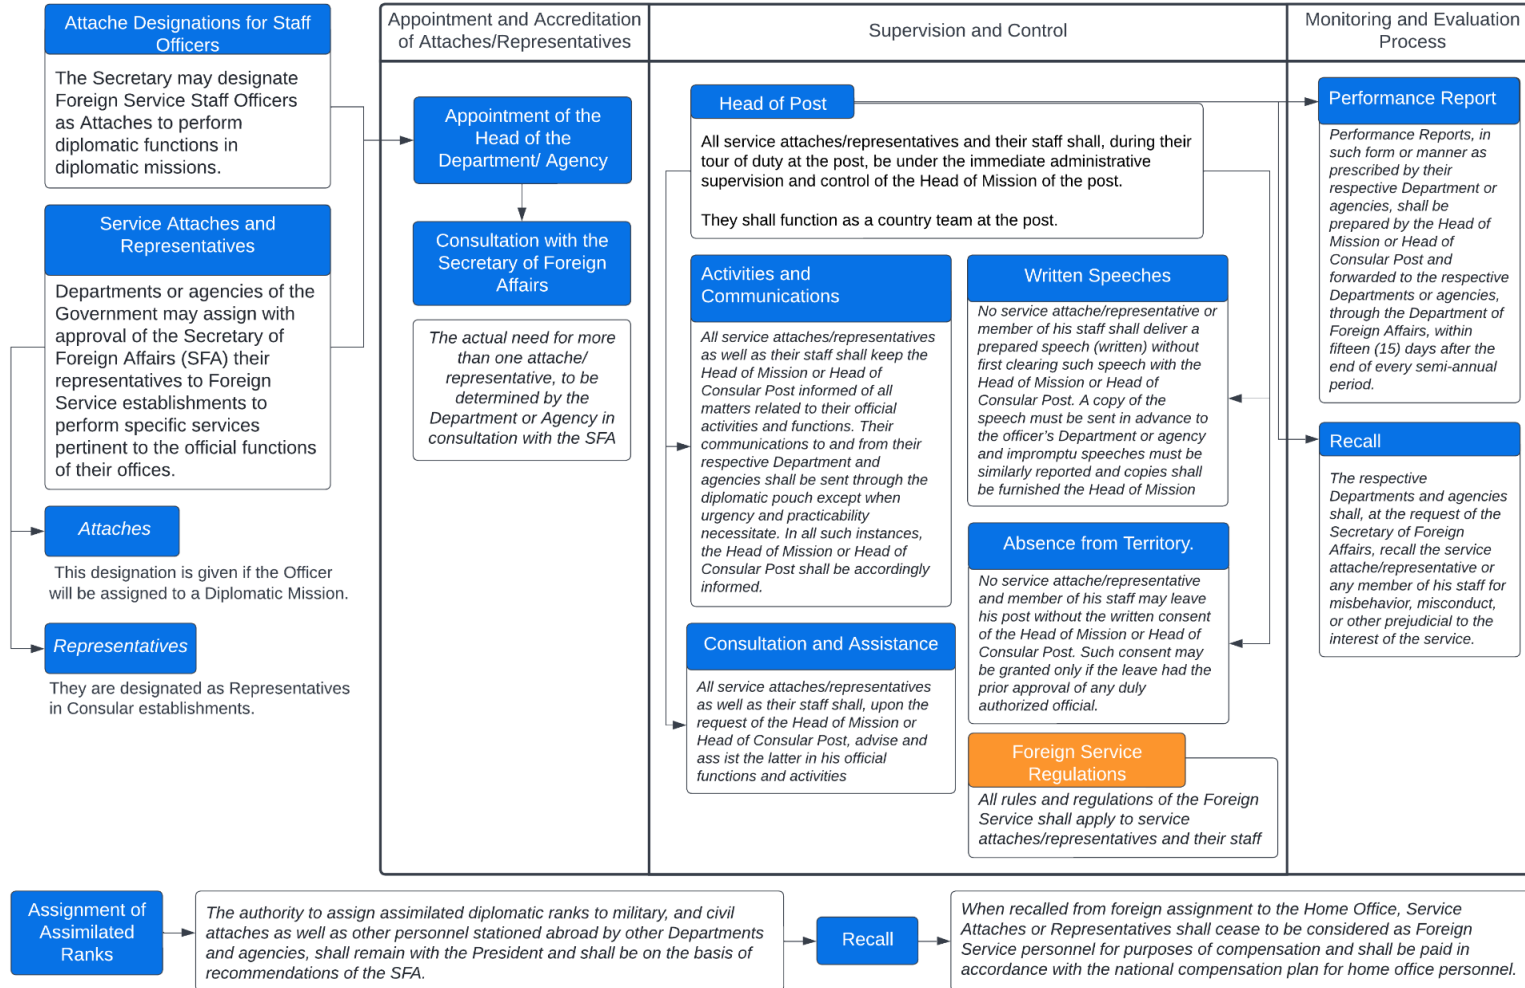 Attache Designations for Staff
Officers
The Secretary may designate
Foreign Service Staff Officers
as Attaches to perform
diplomatic functions in
diplomatic missions.
Service Attaches and
Representatives
Departments or agencies of the
Government may assign with
approval of the Secretary of
Foreign Affairs (SFA) their
representatives to Foreign
Service establishments to
perform specific services
pertinent to the official functions
of their offices.
Attaches
This designation is given if the Officer
will be assigned to a Diplomatic Mission.
Representatives
They are designated as Representatives
in Consular establishments.
Appointment and Accreditation
of Attaches/Representatives
Appointment of the
Head of the
Department/ Agency
Consultation with the
Secretary of Foreign
Affairs
The actual need for more
than one attache/
representative, to be
determined by the
Department or Agency in
consultation with the SFA
Supervision and Control
Head of Post
All service attaches/representatives and their staff shall, during their
tour of duty at the post, be under the immediate administrative
supervision and control of the Head of Mission of the post.
They shall function as a country team at the post.
Activities and
Communications
All service attaches/representatives
as well as their staff shall keep the
Head of Mission or Head of
Consular Post informed of all
matters related to their official
activities and functions. Their
communications to and from their
respective Department and
agencies shall be sent through the
diplomatic pouch except when
urgency and practicability
necessitate. In all such instances,
the Head of Mission or Head of
Consular Post shall be accordingly
informed.
Consultation and Assistance
All service attaches/representatives
as well as their staff shall, upon the
request of the Head of Mission or
Head of Consular Post, advise and
ass ist the latter in his official
functions and activities
Written Speeches
No service attache/representative or
member of his staff shall deliver a
prepared speech (written) without
first clearing such speech with the
Head of Mission or Head of
Consular Post. A copy of the
speech must be sent in advance to
the officer's Department or agency
and impromptu speeches must be
similarly reported and copies shall
be furnished the Head of Mission
Absence from Territory.
No service attache/representative
and member of his staff may leave
his post without the written consent
of the Head of Mission or Head of
Consular Post. Such consent may
be granted only if the leave had the
prior approval of any duly
authorized official.
Foreign Service
Regulations
All rules and regulations of the Foreign
Service shall apply to service
attaches/representatives and their staff
Monitoring and Evaluation
Process
Performance Report
Performance Reports, in
such form or manner as
prescribed by their
respective Department or
agencies, shall be
prepared by the Head of
Mission or Head of
Consular Post and
forwarded to the respective
Departments or agencies,
through the Department of
Foreign Affairs, within
fifteen (15) days after the
end of every semi-annual
period.
Recall
The respective
Departments and agencies
shall, at the request of the
Secretary of Foreign
Affairs, recall the service
attache/representative or
any member of his staff for
misbehavior, misconduct,
or other prejudicial to the
interest of the service.
Assignment of
Assimilated
Ranks
The authority to assign assimilated diplomatic ranks to military, and civil
attaches as well as other personnel stationed abroad by other Departments
and agencies, shall remain with the President and shall be on the basis of
recommendations of the SFA.
Recall
When recalled from foreign assignment to the Home Office, Service
Attaches or Representatives shall cease to be considered as Foreign
Service personnel for purposes of compensation and shall be paid in
accordance with the national compensation plan for home office personnel.